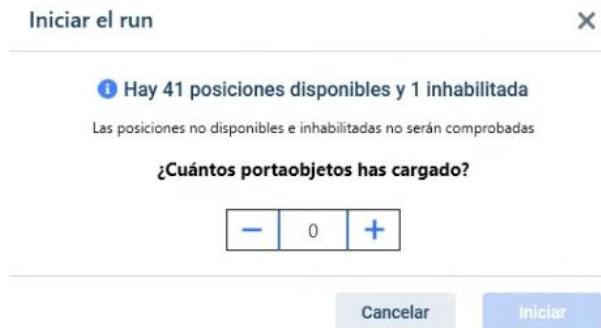 Iniciar el run
Hay 41 posiciones disponibles y 1 inhabilitada
Las posiciones no disponibles e inhabilitadas no serán comprobadas
¿Cuántos portaobjetos has cargado?
0
Cancelar
Iniciar